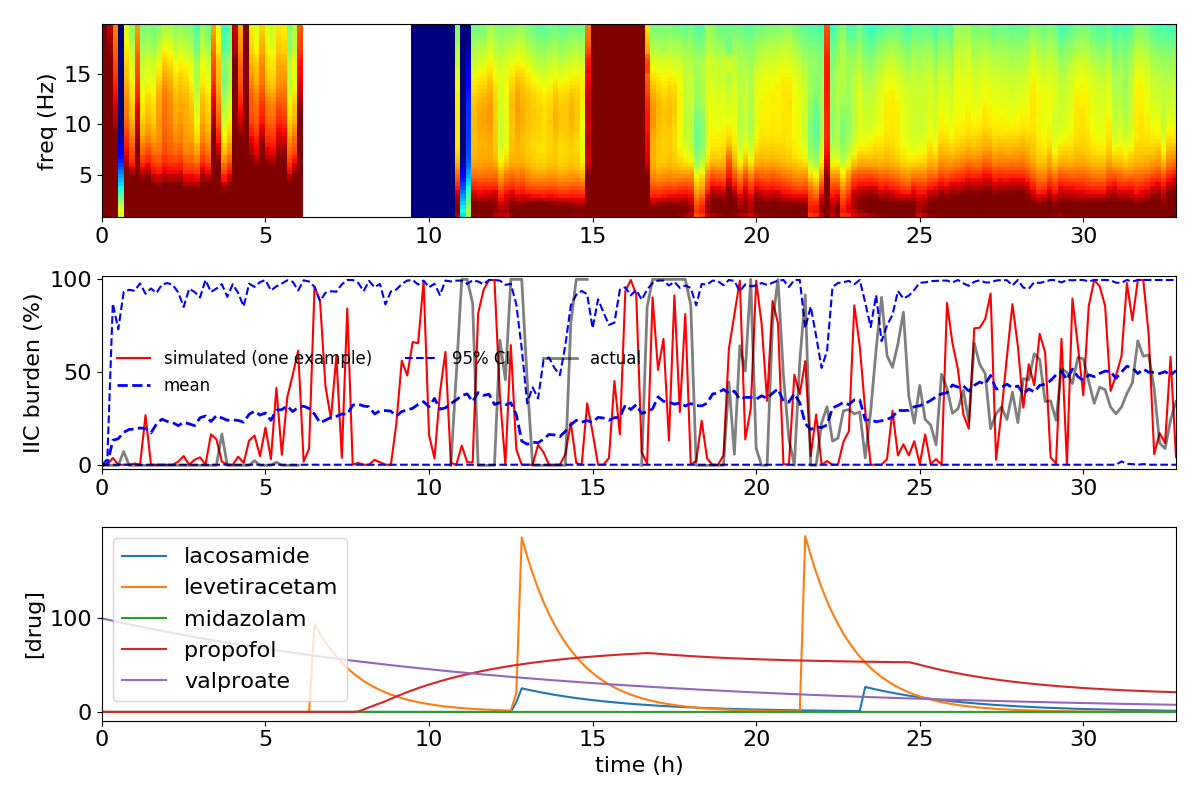 freq (Hz)
15
10
5
0 5 10 15 20 25 30
IIC burden (%)
100
50
0
simulated (one example) 95% CI actual
mean
0 5 10 15 20 25 30
[drug]
100
0
lacosamide
levetiracetam
midazolam
propofol
valproate
0 5 10 15 20 25 30
time (h)